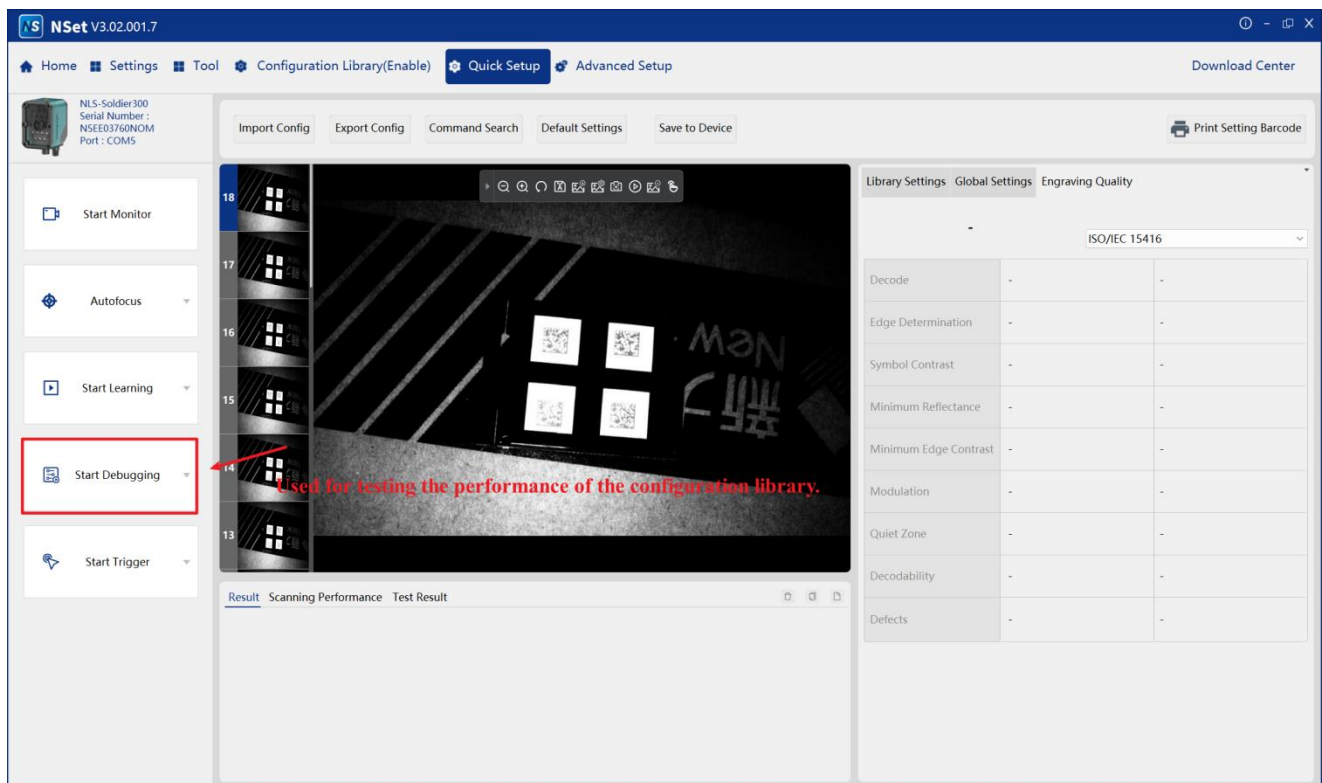 NS NSet V3.02.001.7
Home Settings Tool Configuration Library(Enable) Quick Setup Advanced Setup Download Center
NLS-Soldier300
Serial Number :
NSEE03760NOM
Port : COM5
Import Config Export Config Command Search Default Settings Save to Device Print Setting Barcode
Start Monitor
Autofocus
Start Learning
Start Debugging
Start Trigger
18
17
16
15
14
13
New
Used for testing the performance of the configuration library.
Result Scanning Performance Test Result
Library Settings Global Settings Engraving Quality
-
ISO/IEC 15416
Decode - -
Edge Determination - -
Symbol Contrast - -
Minimum Reflectance - -
Minimum Edge Contrast - -
Modulation - -
Quiet Zone - -
Decodability - -
Defects - -